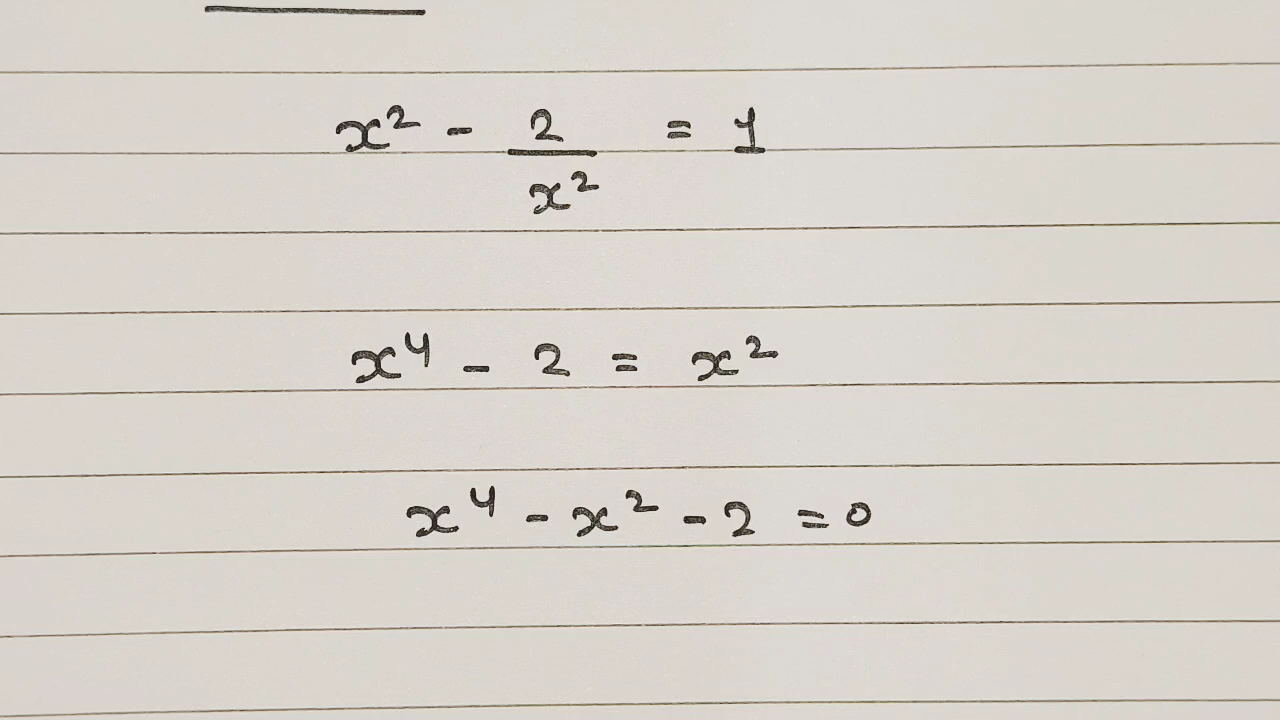 x² - 2/x² = 1
x⁴ - 2 = x²
x⁴ - x² - 2 = 0